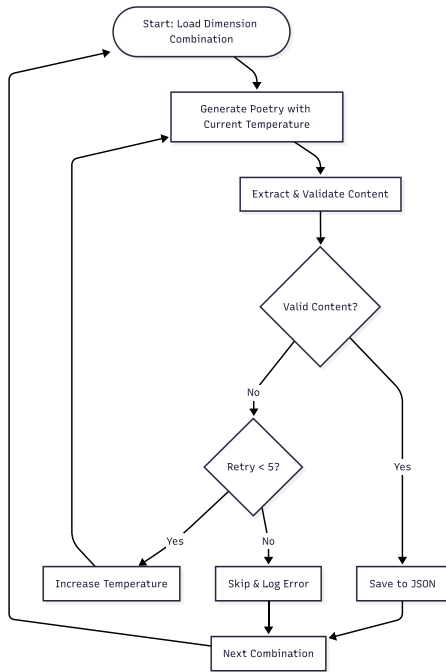 Start: Load Dimension
Combination
Generate Poetry with
Current Temperature
Extract & Validate Content
Valid Content?
No
Yes
Retry < 5?
Yes
No
Increase Temperature
Skip & Log Error
Save to JSON
Next Combination